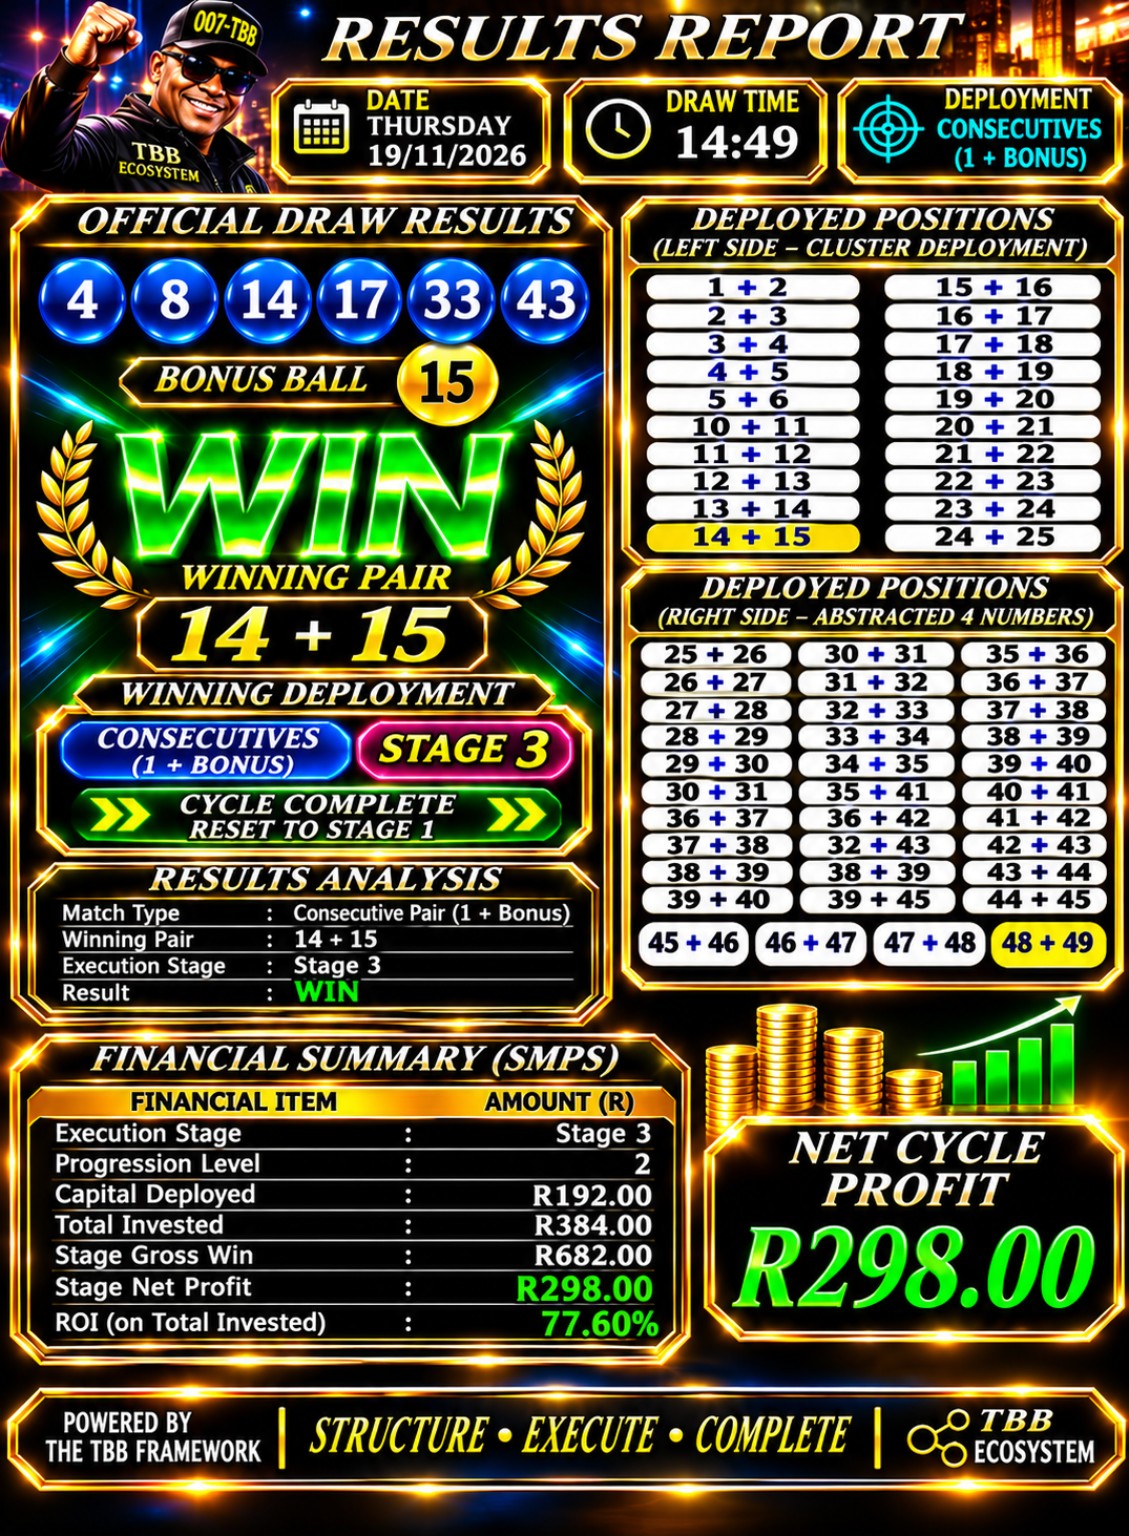 007-TBB
TBB
ECOSYSTEM
RESULTS REPORT
DATE
THURSDAY
19/11/2026
DRAW TIME
14:49
DEPLOYMENT
CONSECUTIVES
(1 + BONUS)
OFFICIAL DRAW RESULTS
4 8 14 17 33 43
BONUS BALL 15
WIN
WINNING PAIR
14 + 15
WINNING DEPLOYMENT
CONSECUTIVES
(1 + BONUS)
STAGE 3
CYCLE COMPLETE
RESET TO STAGE 1
RESULTS ANALYSIS
Match Type : Consecutive Pair (1 + Bonus)
Winning Pair : 14 + 15
Execution Stage : Stage 3
Result : WIN
DEPLOYED POSITIONS
(LEFT SIDE – CLUSTER DEPLOYMENT)
1 + 2 15 + 16
2 + 3 16 + 17
3 + 4 17 + 18
4 + 5 18 + 19
5 + 6 19 + 20
10 + 11 20 + 21
11 + 12 21 + 22
12 + 13 22 + 23
13 + 14 23 + 24
14 + 15 24 + 25
DEPLOYED POSITIONS
(RIGHT SIDE – ABSTRACTED 4 NUMBERS)
25 + 26 30 + 31 35 + 36
26 + 27 31 + 32 36 + 37
27 + 28 32 + 33 37 + 38
28 + 29 33 + 34 38 + 39
29 + 30 34 + 35 39 + 40
30 + 31 35 + 41 40 + 41
36 + 37 36 + 42 41 + 42
37 + 38 32 + 43 42 + 43
38 + 39 38 + 39 43 + 44
39 + 40 39 + 45 44 + 45
45 + 46 46 + 47 47 + 48 48 + 49
FINANCIAL SUMMARY (SMPS)
FINANCIAL ITEM AMOUNT (R)
Execution Stage : Stage 3
Progression Level : 2
Capital Deployed : R192.00
Total Invested : R384.00
Stage Gross Win : R682.00
Stage Net Profit : R298.00
ROI (on Total Invested) : 77.60%
NET CYCLE
PROFIT
R298.00
POWERED BY
THE TBB FRAMEWORK
STRUCTURE • EXECUTE • COMPLETE
TBB
ECOSYSTEM